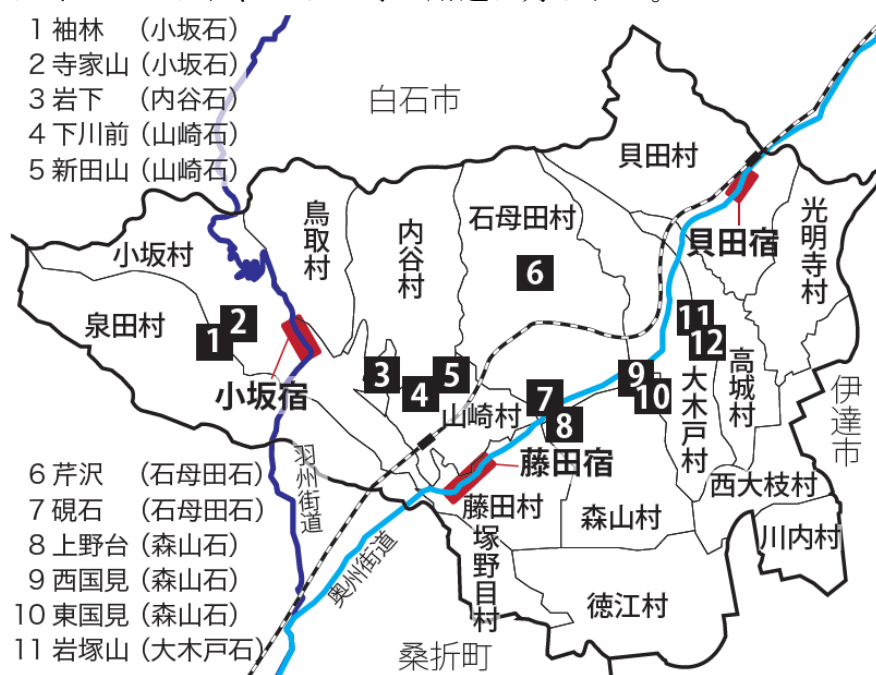 1 袖林　（小坂石）
2 寺家山（小坂石）
3 岩下　（内谷石）
4 下川前（山崎石）
5 新田山（山崎石）
白石市
貝田村
鳥取村
内谷村
石母田村
光明寺村
小坂村
貝田宿
泉田村
6
1
2
11
12
小坂宿
3
4
5
9
10
大木戸村
高城村
伊達市
山崎村
7
8
羽州街道
藤田宿
6 芹沢　（石母田石）
7 硯石　（石母田石）
8 上野台（森山石）
9 西国見（森山石）
10 東国見（森山石）
11 岩塚山（大木戸石）
藤田村
森山村
西大枝村
川内村
塚野目村
奥州街道
徳江村
桑折町